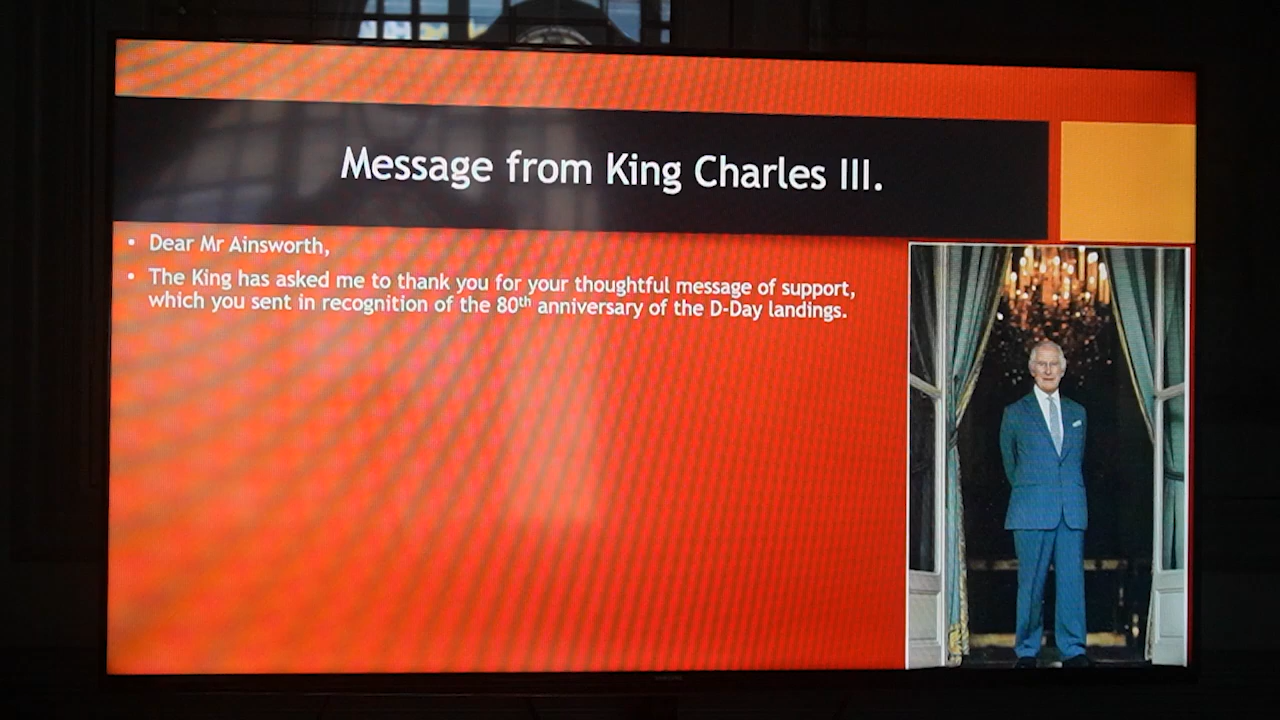 Message from King Charles III.
• Dear Mr Ainsworth,
• The King has asked me to thank you for your thoughtful message of support,
which you sent in recognition of the 80th anniversary of the D-Day landings.